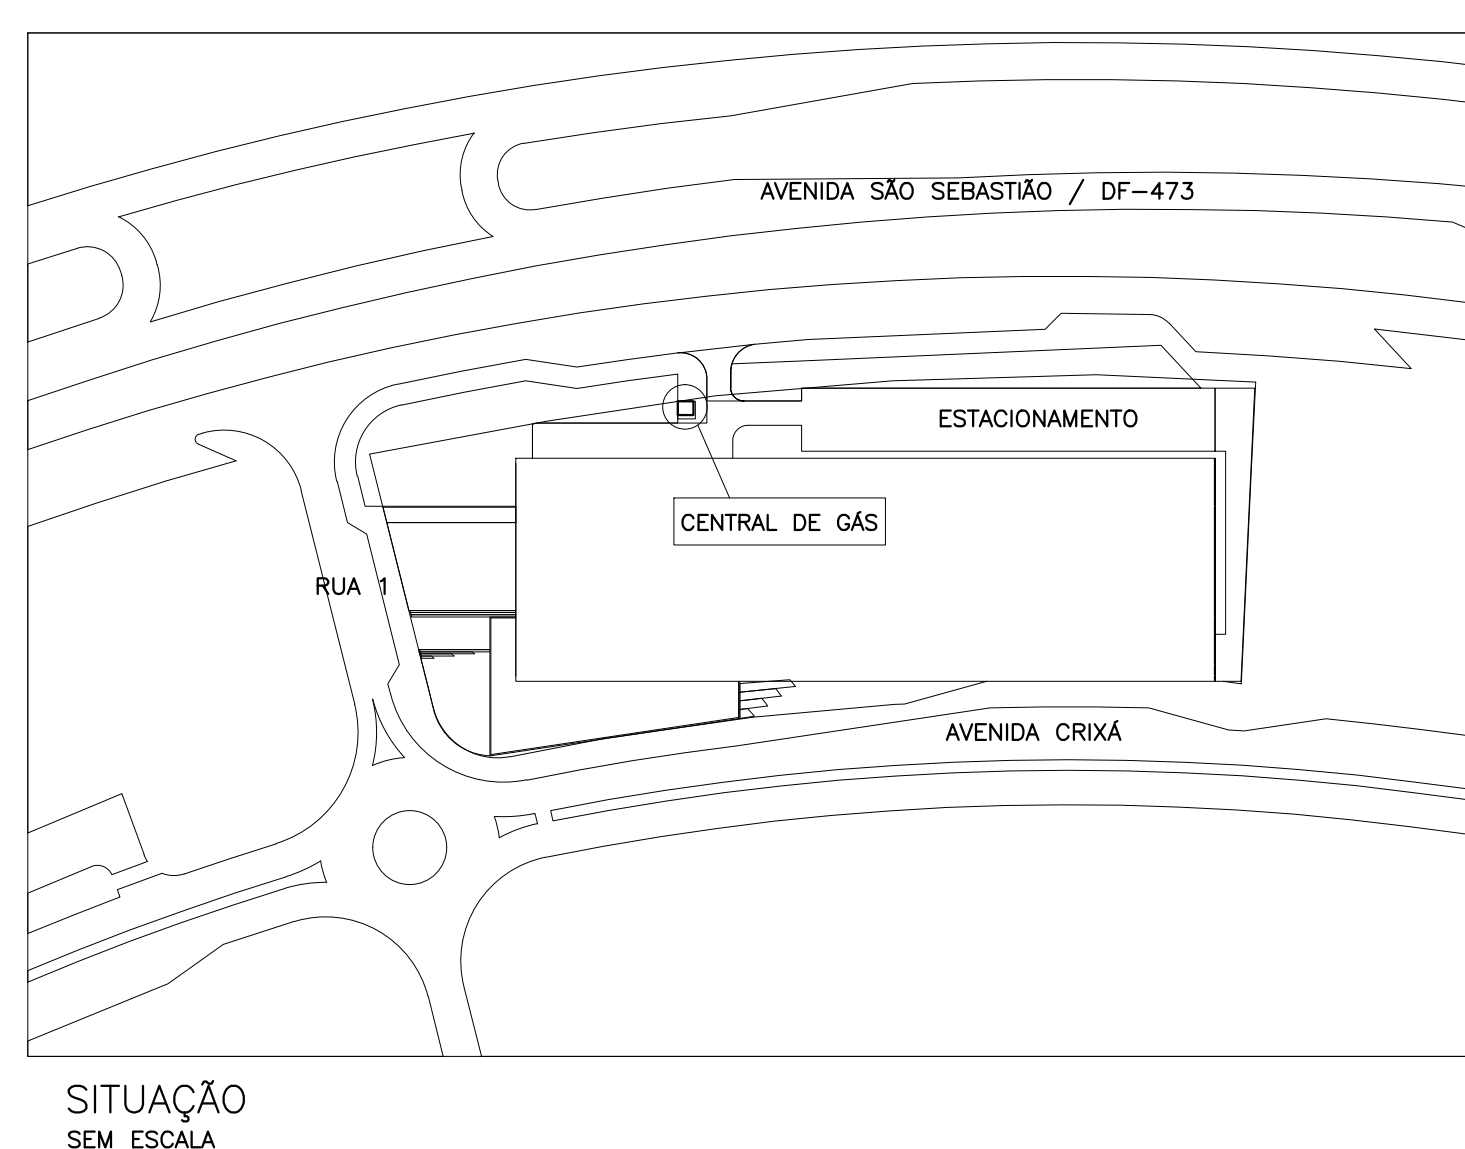 AVENIDA SÃO SEBASTIÃO / DF-473
ESTACIONAMENTO
CENTRAL DE GÁS
RUA 1
AVENIDA CRIXÁ
SITUAÇÃO
SEM ESCALA